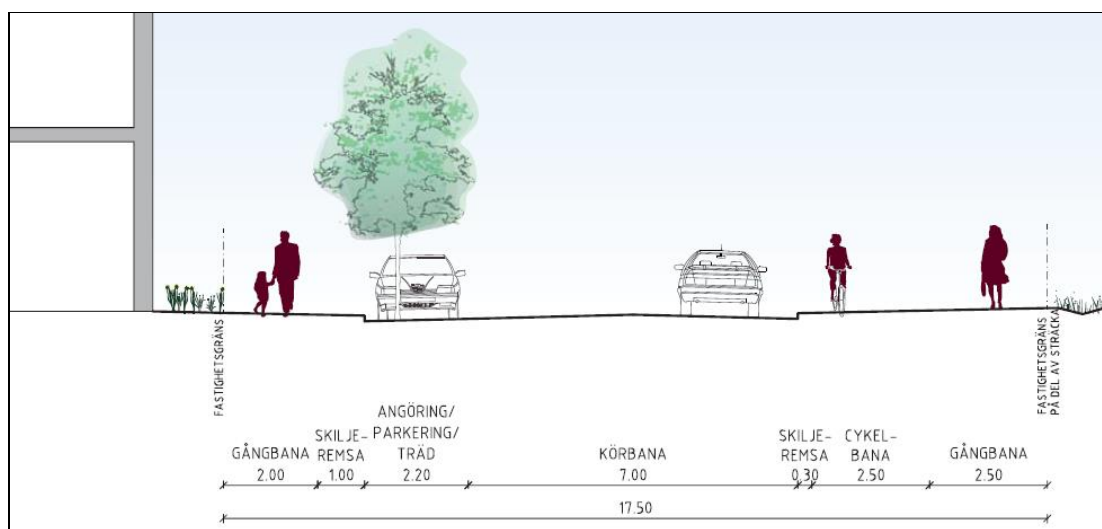 FASTIGHETSGRÄNS
FASTIGHETSGRÄNS
PÅ DEL AV STRÄCKA
GÅNGBANA
2.00
SKILJE-
REMSA
1.00
ANGÖRING/
PARKERING/
TRÄD
2.20
KÖRBANA
7.00
SKILJE-
REMSA
0.30
CYKEL-
BANA
2.50
GÅNGBANA
2.50
17.50